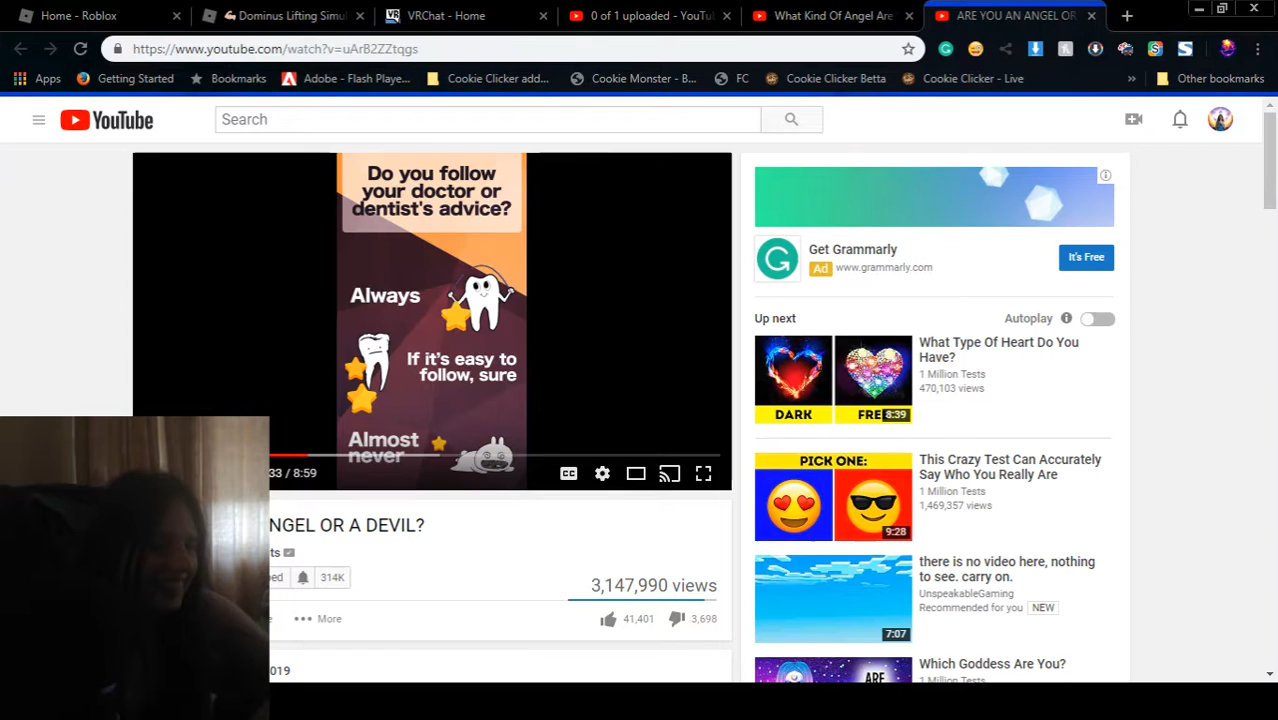 Home - Roblox
Dominus Lifting Simul
VRChat - Home
0 of 1 uploaded - YouTu
What Kind Of Angel Are
ARE YOU AN ANGEL OR
https://www.youtube.com/watch?v=uArB2ZZtqgs
Apps
Getting Started
Bookmarks
Adobe - Flash Playe...
Cookie Clicker add...
Cookie Monster - B...
FC
Cookie Clicker Betta
Cookie Clicker - Live
Other bookmarks
YouTube
Search
Do you follow
your doctor or
dentist's advice?
Always
If it's easy to
follow, sure
Almost
never
33 / 8:59
NGEL OR A DEVIL?
ts
ped
314K
3,147,990 views
More
41,401
3,698
019
Get Grammarly
Ad www.grammarly.com
It's Free
Up next
Autoplay
DARK
FRE
8:39
What Type Of Heart Do You
Have?
1 Million Tests
470,103 views
PICK ONE:
9:28
This Crazy Test Can Accurately
Say Who You Really Are
1 Million Tests
1,469,357 views
7:07
there is no video here, nothing
to see. carry on.
UnspeakableGaming
Recommended for you NEW
ARE
Which Goddess Are You?
1 Million Tests